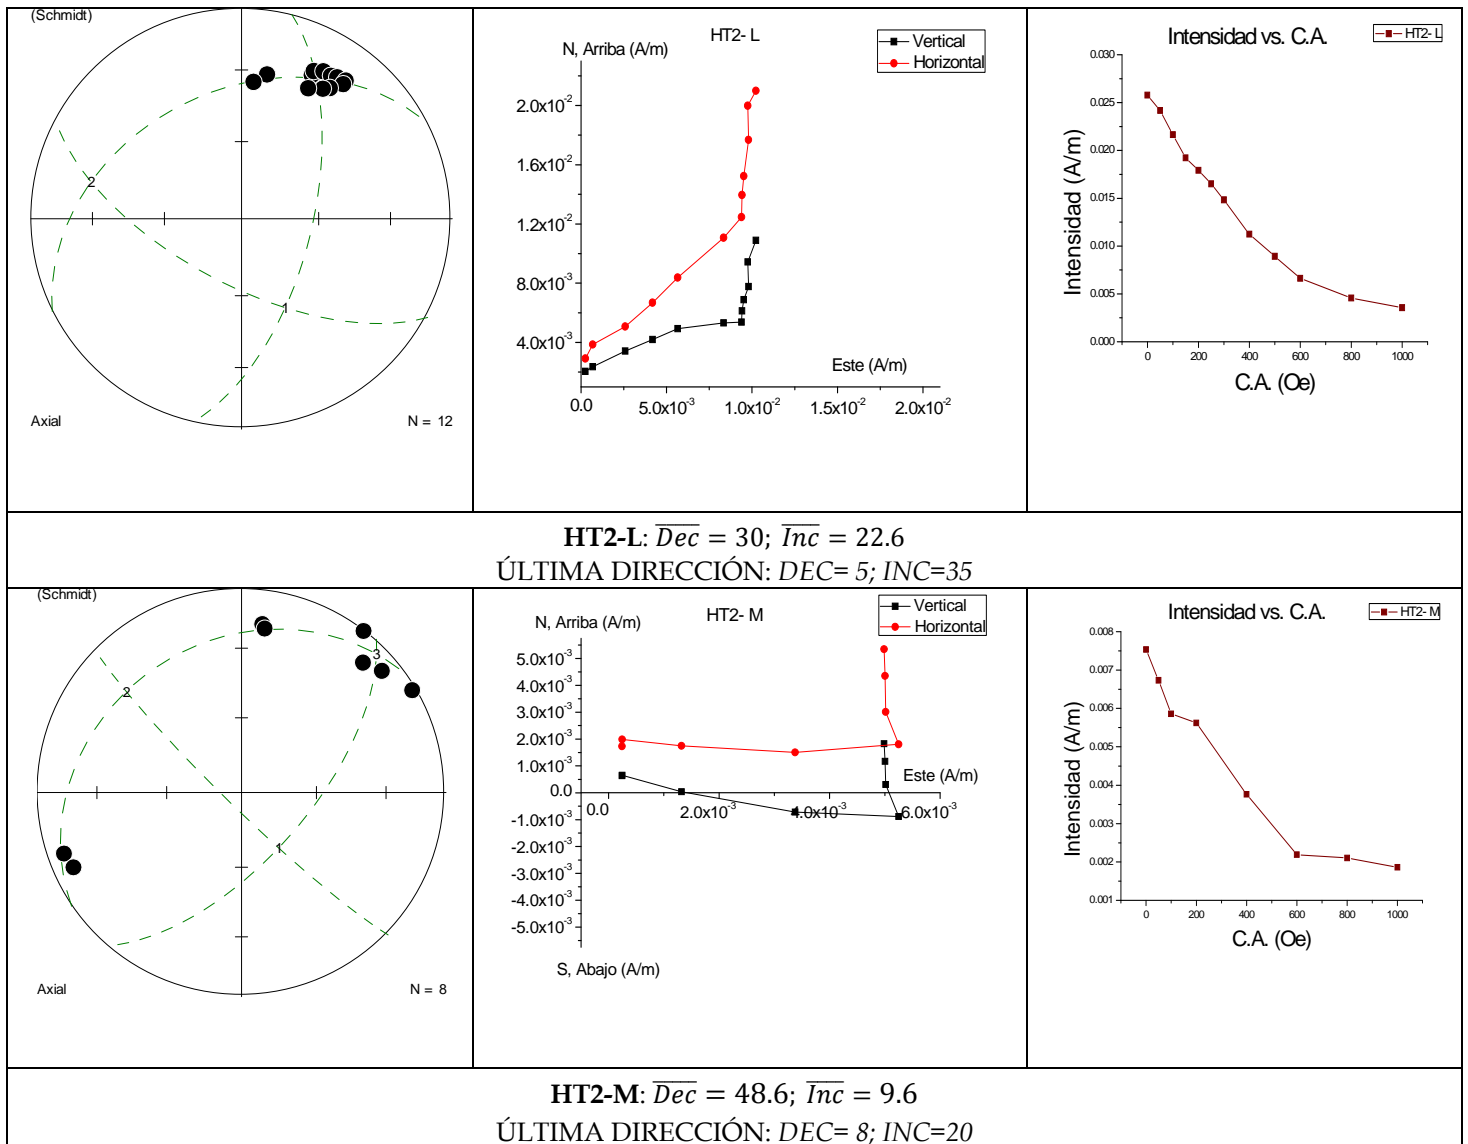 (Schmidt)
2
1
Axial
N = 12
N, Arriba (A/m)
HT2- L
Vertical
Horizontal
2.0x10⁻²
1.6x10⁻²
1.2x10⁻²
8.0x10⁻³
4.0x10⁻³
Este (A/m)
0.0 5.0x10⁻³ 1.0x10⁻² 1.5x10⁻² 2.0x10⁻²
Intensidad vs. C.A.
HT2- L
Intensidad (A/m)
0.030
0.025
0.020
0.015
0.010
0.005
0.000
0 200 400 600 800 1000
C.A. (Oe)
HT2-L: Dec = 30; Inc = 22.6
ÚLTIMA DIRECCIÓN: DEC= 5; INC=35
(Schmidt)
3
2
1
Axial
N = 8
N, Arriba (A/m)
HT2- M
Vertical
Horizontal
5.0x10⁻³
4.0x10⁻³
3.0x10⁻³
2.0x10⁻³
1.0x10⁻³
0.0
-1.0x10⁻³
-2.0x10⁻³
-3.0x10⁻³
-4.0x10⁻³
-5.0x10⁻³
Este (A/m)
0.0 2.0x10⁻³ 4.0x10⁻³ 6.0x10⁻³
S, Abajo (A/m)
Intensidad vs. C.A.
HT2- M
Intensidad (A/m)
0.008
0.007
0.006
0.005
0.004
0.003
0.002
0.001
0 200 400 600 800 1000
C.A. (Oe)
HT2-M: Dec = 48.6; Inc = 9.6
ÚLTIMA DIRECCIÓN: DEC= 8; INC=20